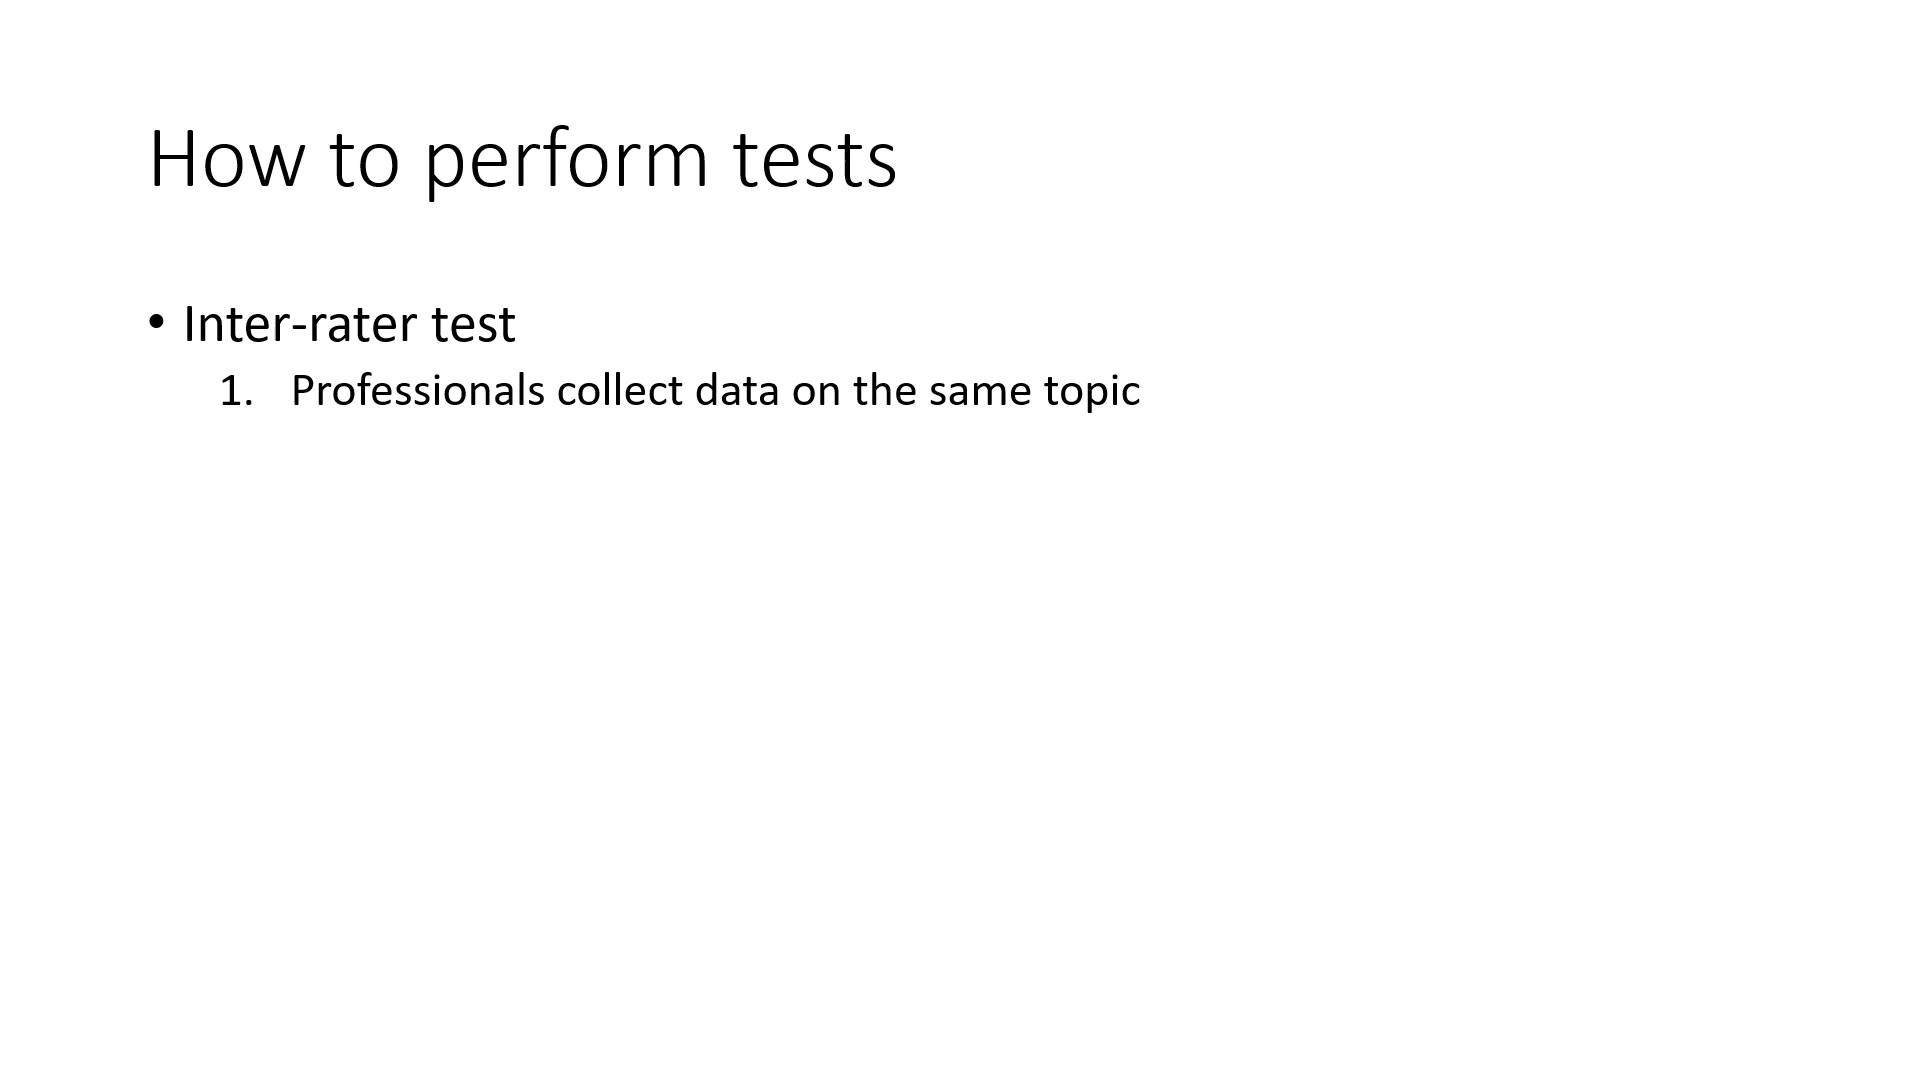 How to perform tests
• Inter-rater test
1. Professionals collect data on the same topic